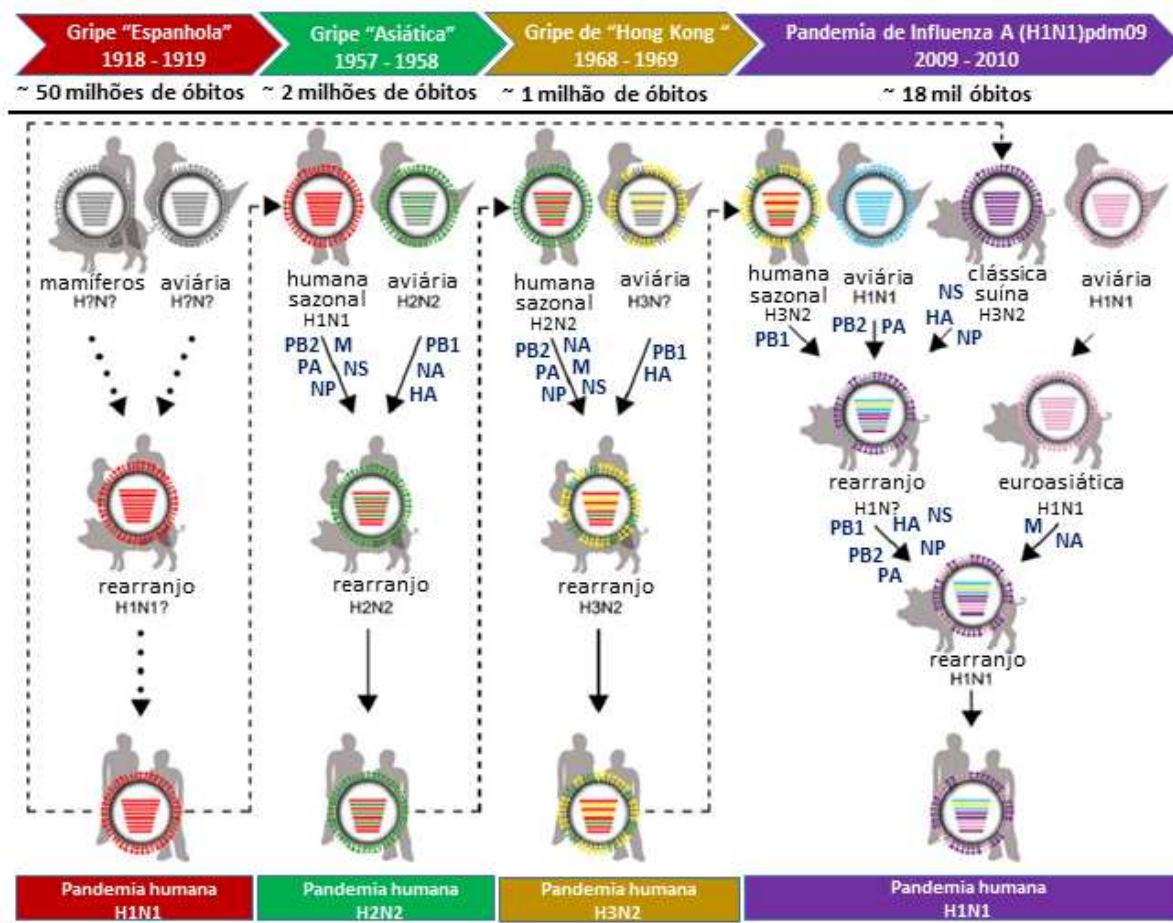 Gripe “Espanhola”
1918 - 1919
Gripe “Asiática”
1957 - 1958
Gripe de “Hong Kong “
1968 - 1969
Pandemia de Influenza A (H1N1)pdm09
2009 - 2010
~ 50 milhões de óbitos
~ 2 milhões de óbitos
~ 1 milhão de óbitos
~ 18 mil óbitos
mamíferos
H?N?
aviária
H?N?
humana
sazonal
H1N1
aviária
H2N2
humana
sazonal
H2N2
aviária
H3N?
humana
sazonal
H3N2
aviária
H1N1
clássica
suína
H3N2
aviária
H1N1
PB2 M
PA NS
NP
PB1
NA
HA
PB2 NA
PA M
NP NS
PB1
HA
PB1
PB2 PA
NS
HA
NP
rearranjo
H1N1?
rearranjo
H2N2
rearranjo
H3N2
rearranjo
H1N?
euroasiática
H1N1
PB1 HA NS
PB2 NP
PA
M
NA
rearranjo
H1N1
Pandemia humana
H1N1
Pandemia humana
H2N2
Pandemia humana
H3N2
Pandemia humana
H1N1